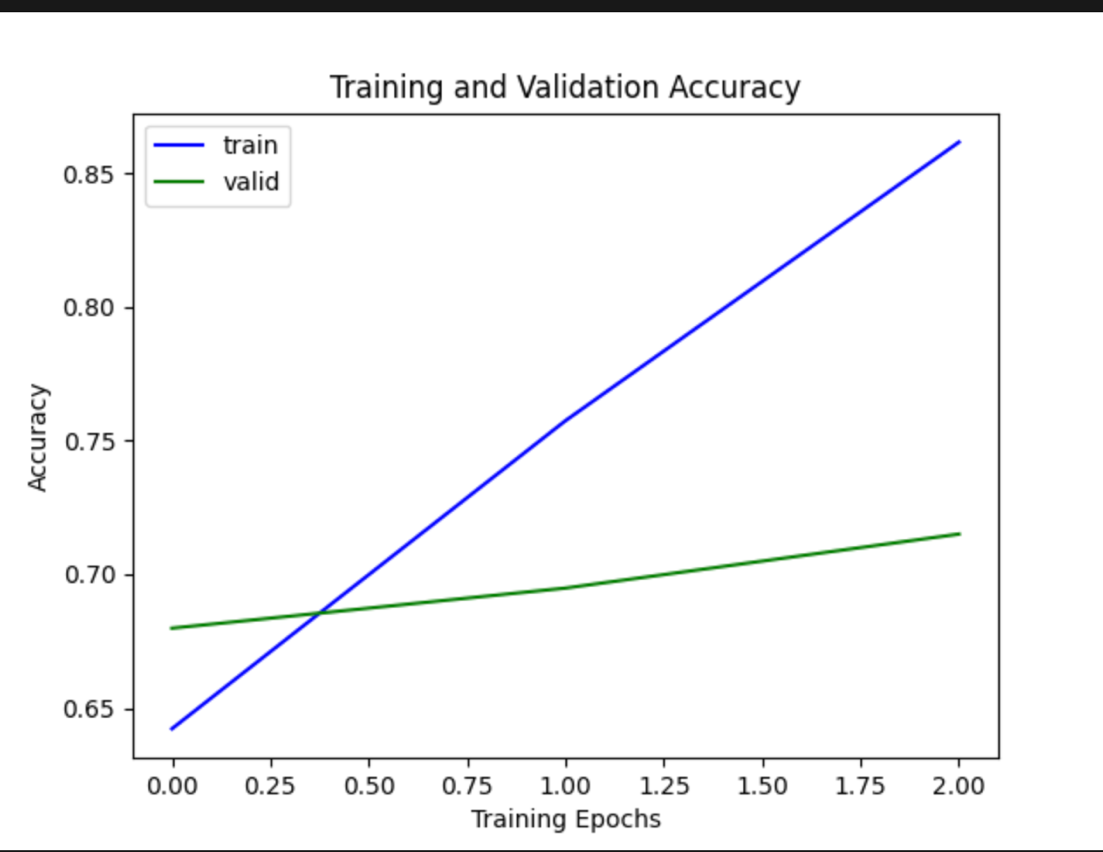 Training and Validation Accuracy
train
valid
0.85
0.80
0.75
0.70
0.65
Accuracy
0.00 0.25 0.50 0.75 1.00 1.25 1.50 1.75 2.00
Training Epochs